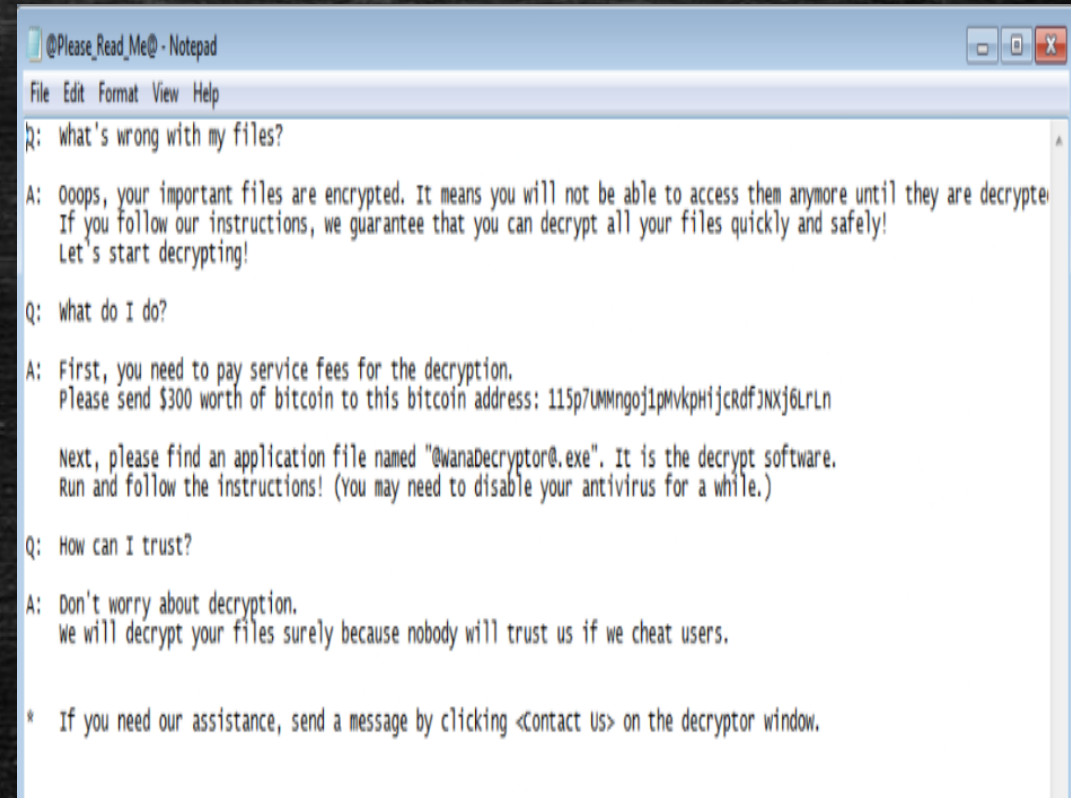 @Please_Read_Me@ - Notepad
File Edit Format View Help
Q: What's wrong with my files?
A: Ooops, your important files are encrypted. It means you will not be able to access them anymore until they are decrypted
If you follow our instructions, we guarantee that you can decrypt all your files quickly and safely!
Let's start decrypting!
Q: What do I do?
A: First, you need to pay service fees for the decryption.
Please send $300 worth of bitcoin to this bitcoin address: 115p7UMMngoj1pMvkpHijcRdfJNXj6LrLn
Next, please find an application file named "@WanaDecryptor@.exe". It is the decrypt software.
Run and follow the instructions! (You may need to disable your antivirus for a while.)
Q: How can I trust?
A: Don't worry about decryption.
We will decrypt your files surely because nobody will trust us if we cheat users.
* If you need our assistance, send a message by clicking <Contact Us> on the decryptor window.